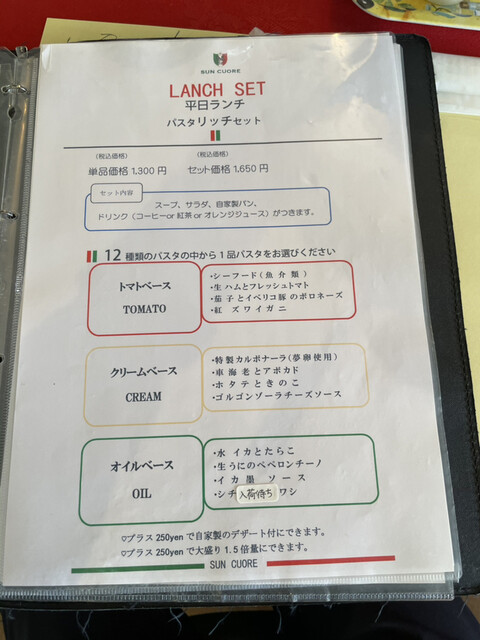 SUN CUORE
LANCH SET
平日ランチ
パスタリッチセット
(税込価格) (税込価格)
単品価格 1,300 円 セット価格 1,650 円
セット内容
スープ、サラダ、自家製パン、
ドリンク（コーヒーor 紅茶 or オレンジジュース）がつきます。
12 種類のパスタの中から 1 品パスタをお選びください
トマトベース
TOMATO
・シーフード(魚介類)
・生ハムとフレッシュトマト
・茄子とイベリコ豚のボロネーズ
・紅 ズワイガニ
クリームベース
CREAM
・特製カルボナーラ(夢卵使用)
・車海老とアボカド
・ホタテときのこ
・ゴルゴンゾーラチーズソース
オイルベース
OIL
・水 イカとたらこ
・生うにのペペロンチーノ
・イカ墨 ソース
・シチ 入荷待ち ワシ
♡プラス 250yen で自家製のデザート付にできます。
♡プラス 250yen で大盛り 1.5 倍量にできます。
SUN CUORE